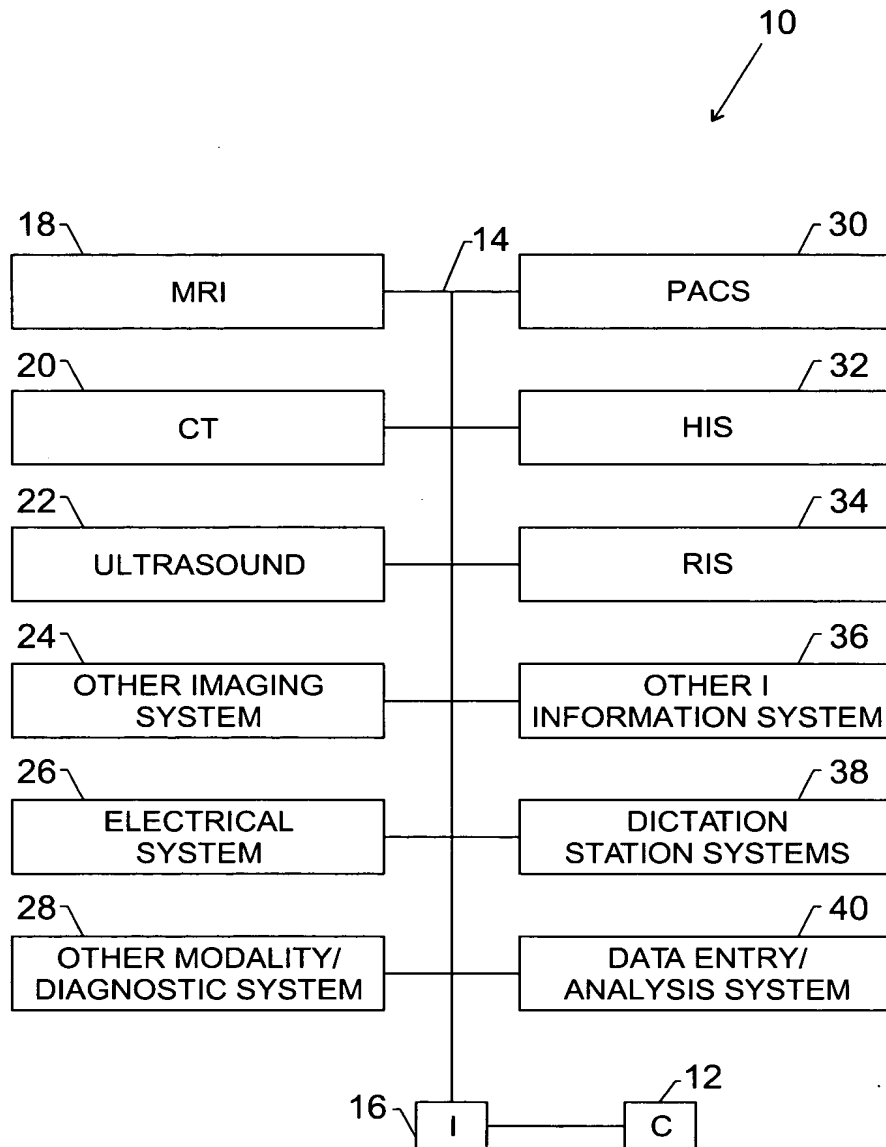 10
18
14
30
MRI
PACS
20
32
CT
HIS
22
34
ULTRASOUND
RIS
24
36
OTHER IMAGING
SYSTEM
OTHER I
INFORMATION SYSTEM
26
38
ELECTRICAL
SYSTEM
DICTATION
STATION SYSTEMS
28
40
OTHER MODALITY/
DIAGNOSTIC SYSTEM
DATA ENTRY/
ANALYSIS SYSTEM
12
16
I
C